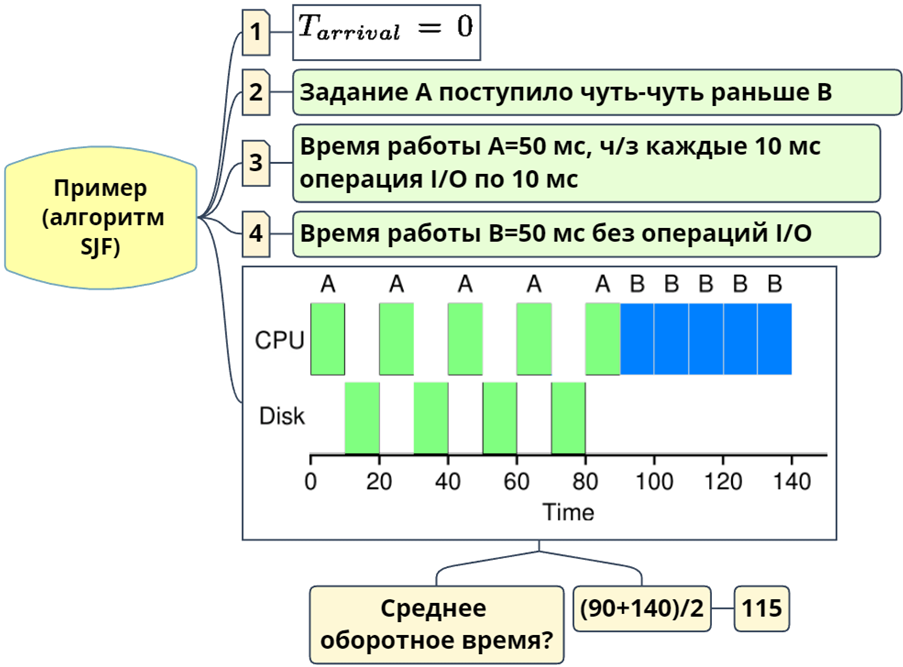 Пример
(алгоритм
SJF)
1
T_arrival = 0
2
Задание А поступило чуть-чуть раньше В
3
Время работы А=50 мс, ч/з каждые 10 мс
операция I/O по 10 мс
4
Время работы В=50 мс без операций I/O
A A A A A B B B B B
CPU
Disk
0 20 40 60 80 100 120 140
Time
Среднее
оборотное время?
(90+140)/2
115